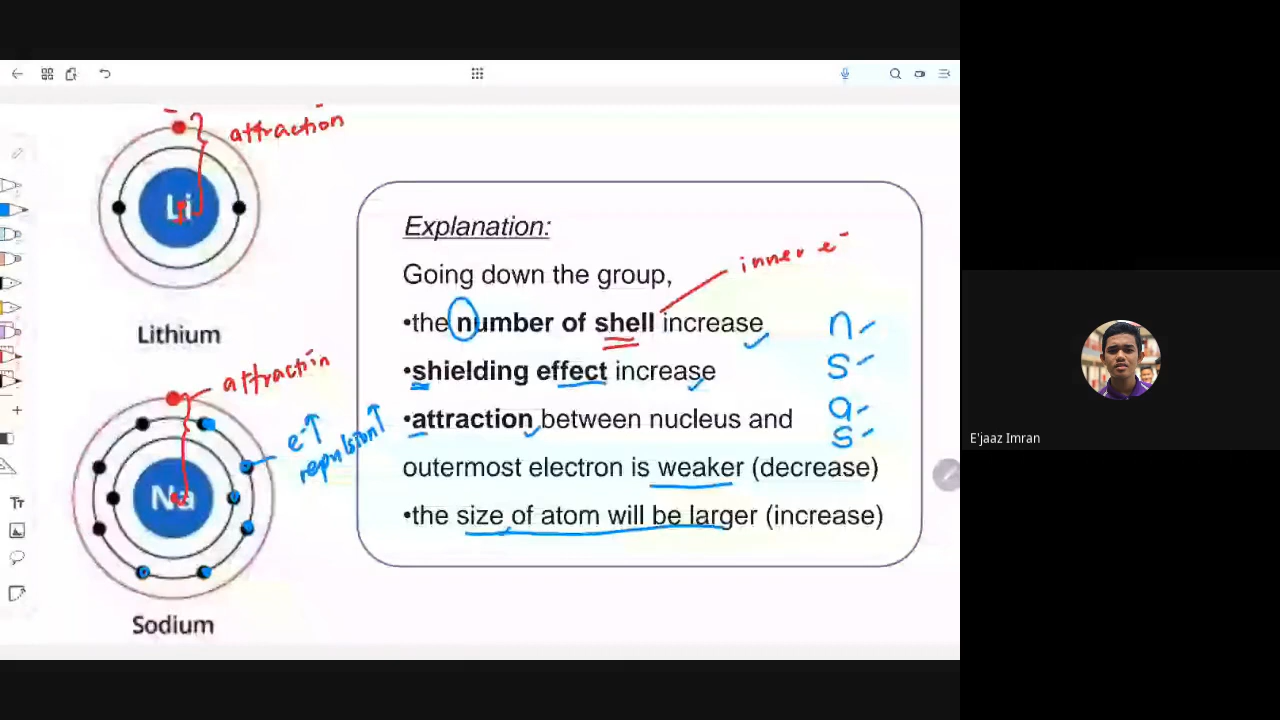 attraction
Li
Lithium
attraction
Na
e-↑
repulsion↑
Sodium
Explanation:
inner e-
Going down the group,
•the number of shell increase
•shielding effect increase
•attraction between nucleus and
outermost electron is weaker (decrease)
•the size of atom will be larger (increase)
n-
s-
a-
s-
Tт
E'jaaz Imran